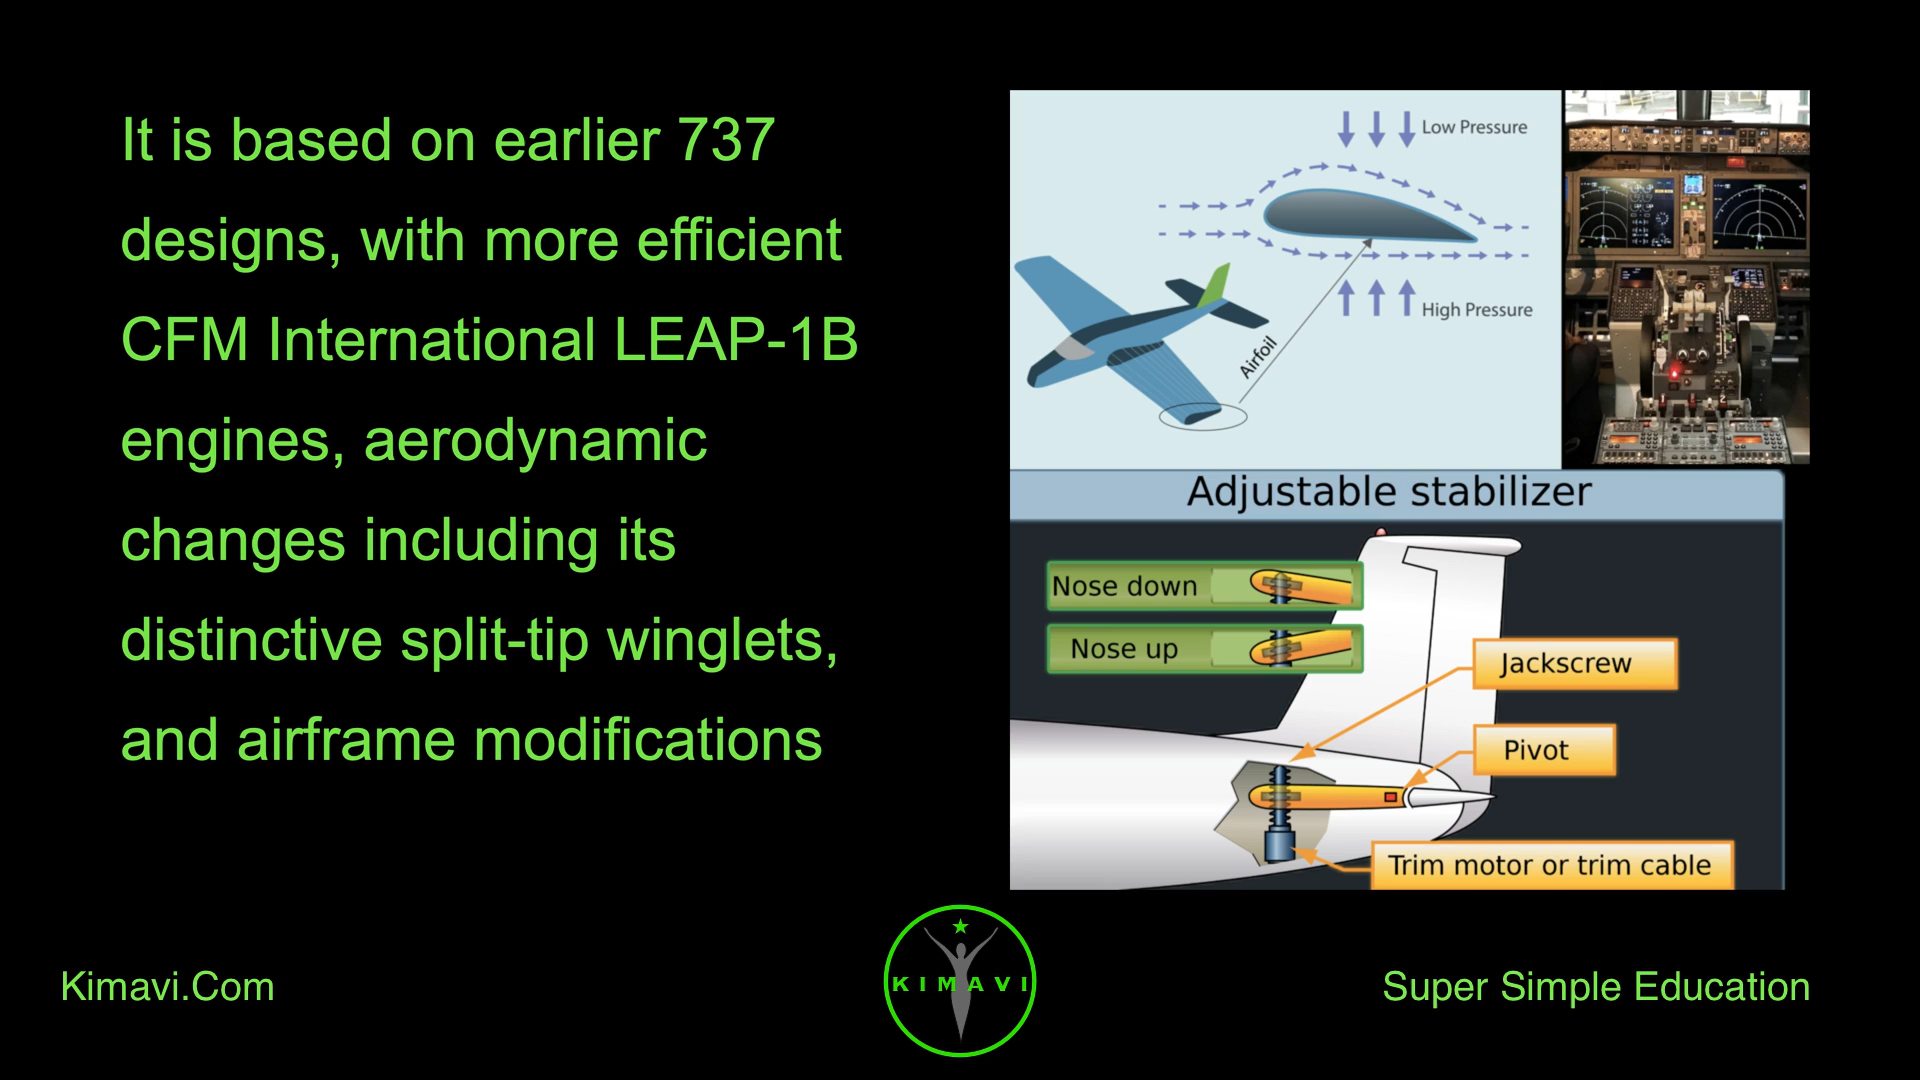 It is based on earlier 737
designs, with more efficient
CFM International LEAP-1B
engines, aerodynamic
changes including its
distinctive split-tip winglets,
and airframe modifications
Low Pressure
High Pressure
Airfoil
Adjustable stabilizer
Nose down
Nose up
Jackscrew
Pivot
Trim motor or trim cable
Kimavi.Com
KIMAVI
Super Simple Education